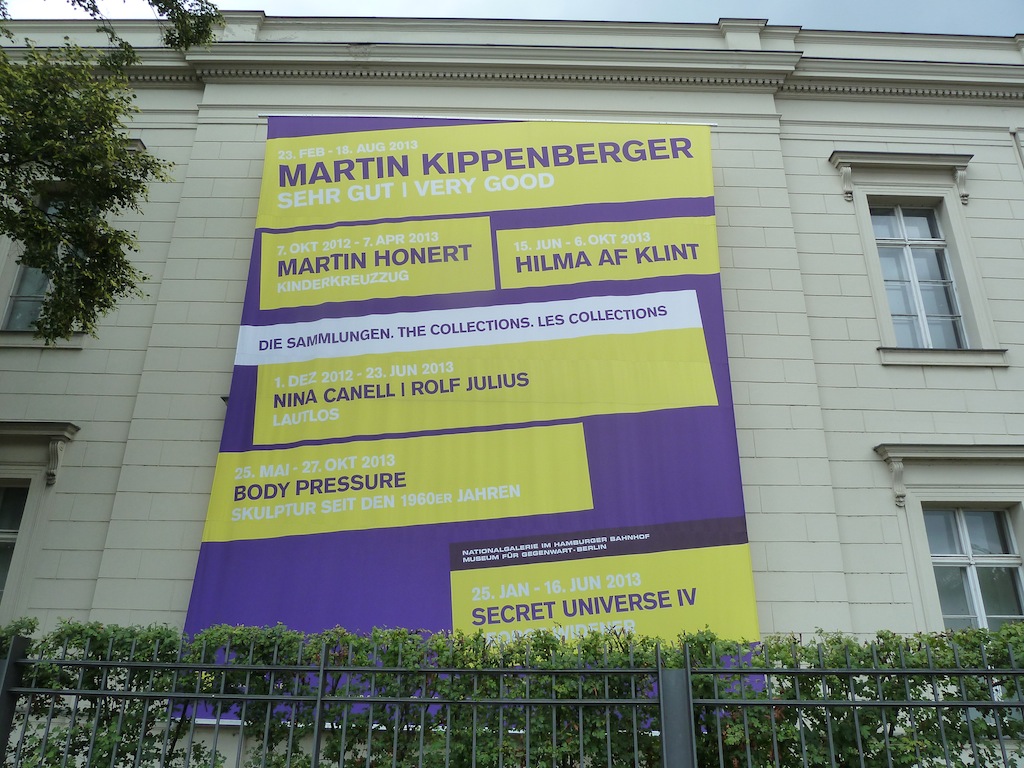 23. FEB - 18. AUG 2013
MARTIN KIPPENBERGER
SEHR GUT | VERY GOOD
7. OKT 2012 - 7. APR 2013
MARTIN HONERT
KINDERKREUZZUG
15. JUN - 6. OKT 2013
HILMA AF KLINT
DIE SAMMLUNGEN. THE COLLECTIONS. LES COLLECTIONS
1. DEZ 2012 - 23. JUN 2013
NINA CANELL | ROLF JULIUS
LAUTLOS
25. MAI - 27. OKT 2013
BODY PRESSURE
SKULPTUR SEIT DEN 1960ER JAHREN
NATIONALGALERIE IM HAMBURGER BAHNHOF
MUSEUM FÜR GEGENWART - BERLIN
25. JAN - 16. JUN 2013
SECRET UNIVERSE IV